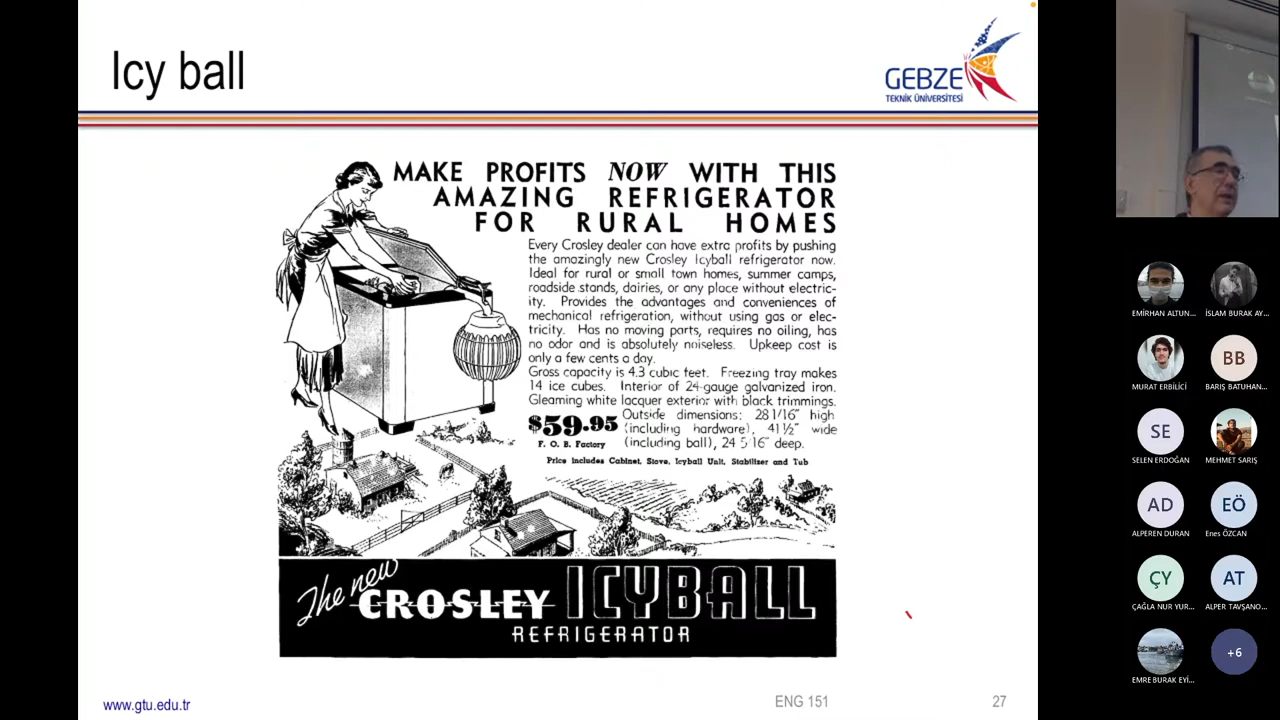 Icy ball
GEBZE
TEKNİK ÜNİVERSİTESİ
MAKE PROFITS NOW WITH THIS
AMAZING REFRIGERATOR
FOR RURAL HOMES
Every Crosley dealer can have extra profits by pushing
the amazingly new Crosley Icyball refrigerator now.
Ideal for rural or small town homes, summer camps,
roadside stands, dairies, or any place without electric-
ity. Provides the advantages and conveniences of
mechanical refrigeration, without using gas or elec-
tricity. Has no moving parts, requires no oiling, has
no odor and is absolutely noiseless. Upkeep cost is
only a few cents a day.
Gross capacity is 4.3 cubic feet. Freezing tray makes
14 ice cubes. Interior of 24-gauge galvanized iron.
Gleaming white lacquer exterior with black trimmings.
$59.95
F. O. B. Factory
Outside dimensions; 28 1/16" high
(including hardware), 41½" wide
(including ball), 24 5/16" deep.
Price includes Cabinet, Stove, Icyball Unit, Stabilizer and Tub
The new
CROSLEY ICYBALL
REFRIGERATOR
www.gtu.edu.tr
ENG 151
27
EMİRHAN ALTUN...
İSLAM BURAK AY...
MURAT ERBİLİCİ
BB
BARIŞ BATUHAN...
SE
SELEN ERDOĞAN
MEHMET SARIŞ
AD
ALPEREN DURAN
EÖ
Enes ÖZCAN
ÇY
ÇAĞLA NUR YUR...
AT
ALPER TAVŞANO...
EMRE BURAK EYİ...
+6